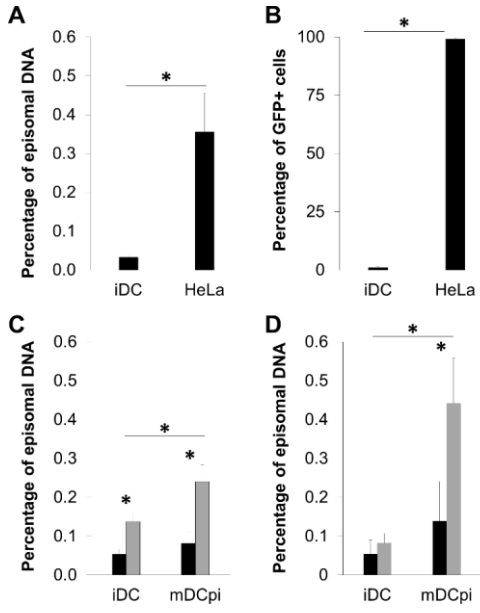 A
Percentage of episomal DNA
0.6
0.5
0.4
0.3
0.2
0.1
0.0
*
iDC HeLa
B
Percentage of GFP+ cells
100
75
50
25
0
*
iDC HeLa
C
Percentage of episomal DNA
0.6
0.5
0.4
0.3
0.2
0.1
0.0
*
*
*
iDC mDCpi
D
Percentage of episomal DNA
0.6
0.5
0.4
0.3
0.2
0.1
0.0
*
*
iDC mDCpi